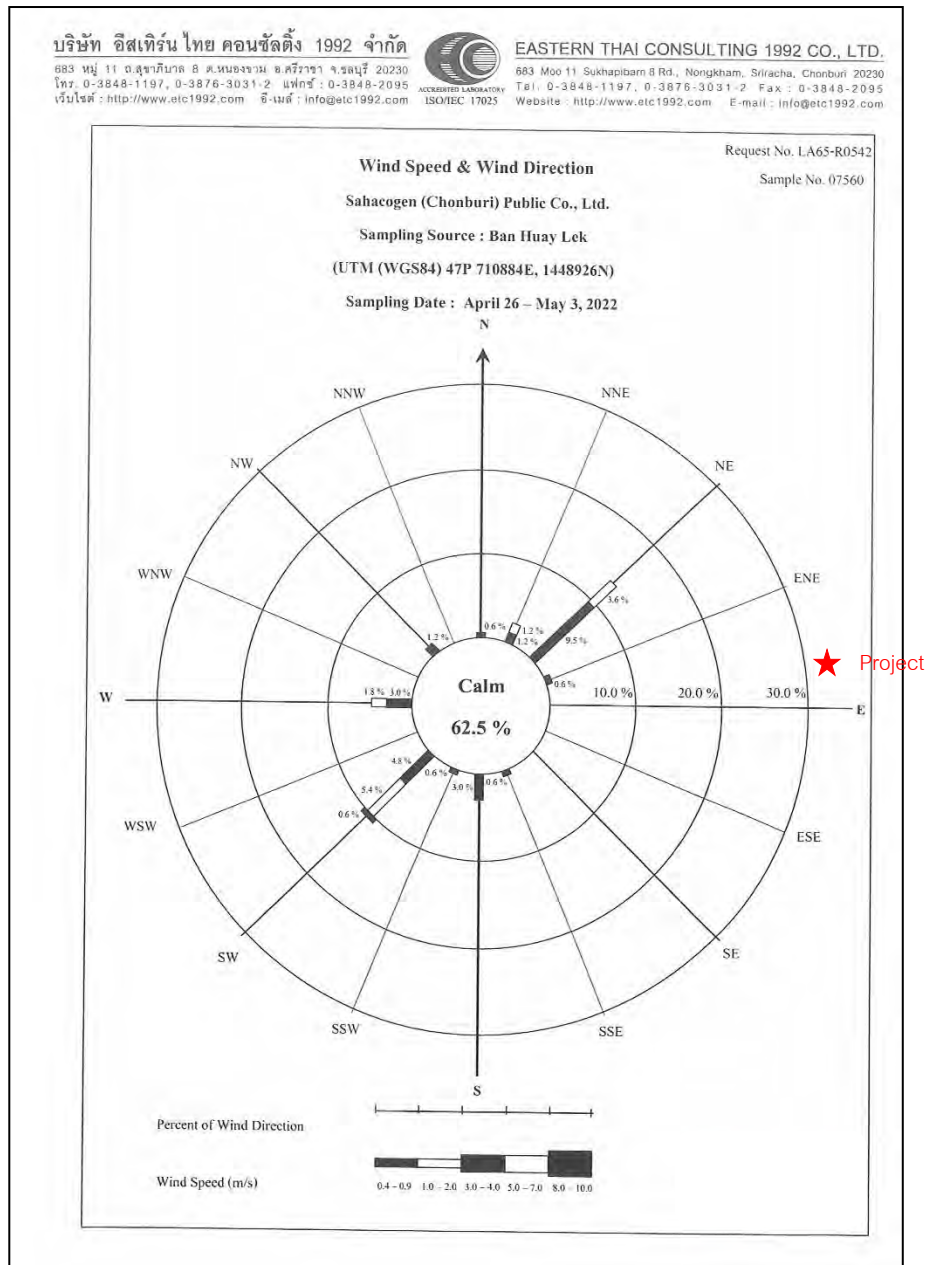 บริษัท อีสเทิร์น ไทย คอนซัลติ้ง 1992 จำกัด
683 หมู่ 11 ถ.สุขาภิบาล 8 ต.หนองขาม อ.ศรีราชา จ.ชลบุรี 20230
โทร. 0-3848-1197, 0-3876-3031-2 แฟกซ์ : 0-3848-2095
เว็บไซต์ : http://www.etc1992.com อี-เมล์ : info@etc1992.com
ACCREDITED LABORATORY
ISO/IEC 17025
EASTERN THAI CONSULTING 1992 CO., LTD.
683 Moo 11 Sukhapibarn 8 Rd., Nongkham, Sriracha, Chonburi 20230
Tel. 0-3848-1197, 0-3876-3031-2 Fax : 0-3848-2095
Website : http://www.etc1992.com E-mail : info@etc1992.com
Request No. LA65-R0542
Sample No. 07560
Wind Speed & Wind Direction
Sahacogen (Chonburi) Public Co., Ltd.
Sampling Source : Ban Huay Lek
(UTM (WGS84) 47P 710884E, 1448926N)
Sampling Date : April 26 – May 3, 2022
N
NNW
NNE
NW
NE
WNW
ENE
3.6 %
0.6 %
1.2 %
1.2 %
1.2 %
9.5 %
Project
0.6 %
Calm
62.5 %
W
1.8 %
3.0 %
10.0 %
20.0 %
30.0 %
E
4.8 %
0.6 %
3.0 %
0.6 %
5.4 %
0.6 %
WSW
ESE
SW
SE
SSW
SSE
S
Percent of Wind Direction
Wind Speed (m/s)
0.4 – 0.9 1.0 – 2.0 3.0 – 4.0 5.0 – 7.0 8.0 – 10.0